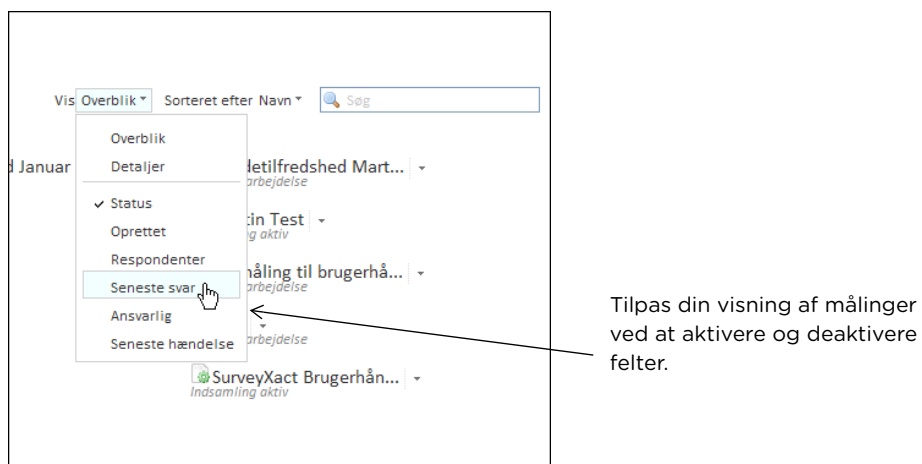 Vis Overblik Sorteret efter Navn Søg
Overblik
Detaljer
Status
Oprettet
Respondenter
Seneste svar
Ansvarlig
Seneste hændelse
d Januar
detilfredshed Mart...
arbejdelse
tin Test
g aktiv
måling til brugerhå...
arbejdelse
arbejdelse
SurveyXact Brugerhån...
Indsamling aktiv
Tilpas din visning af målinger
ved at aktivere og deaktivere
felter.